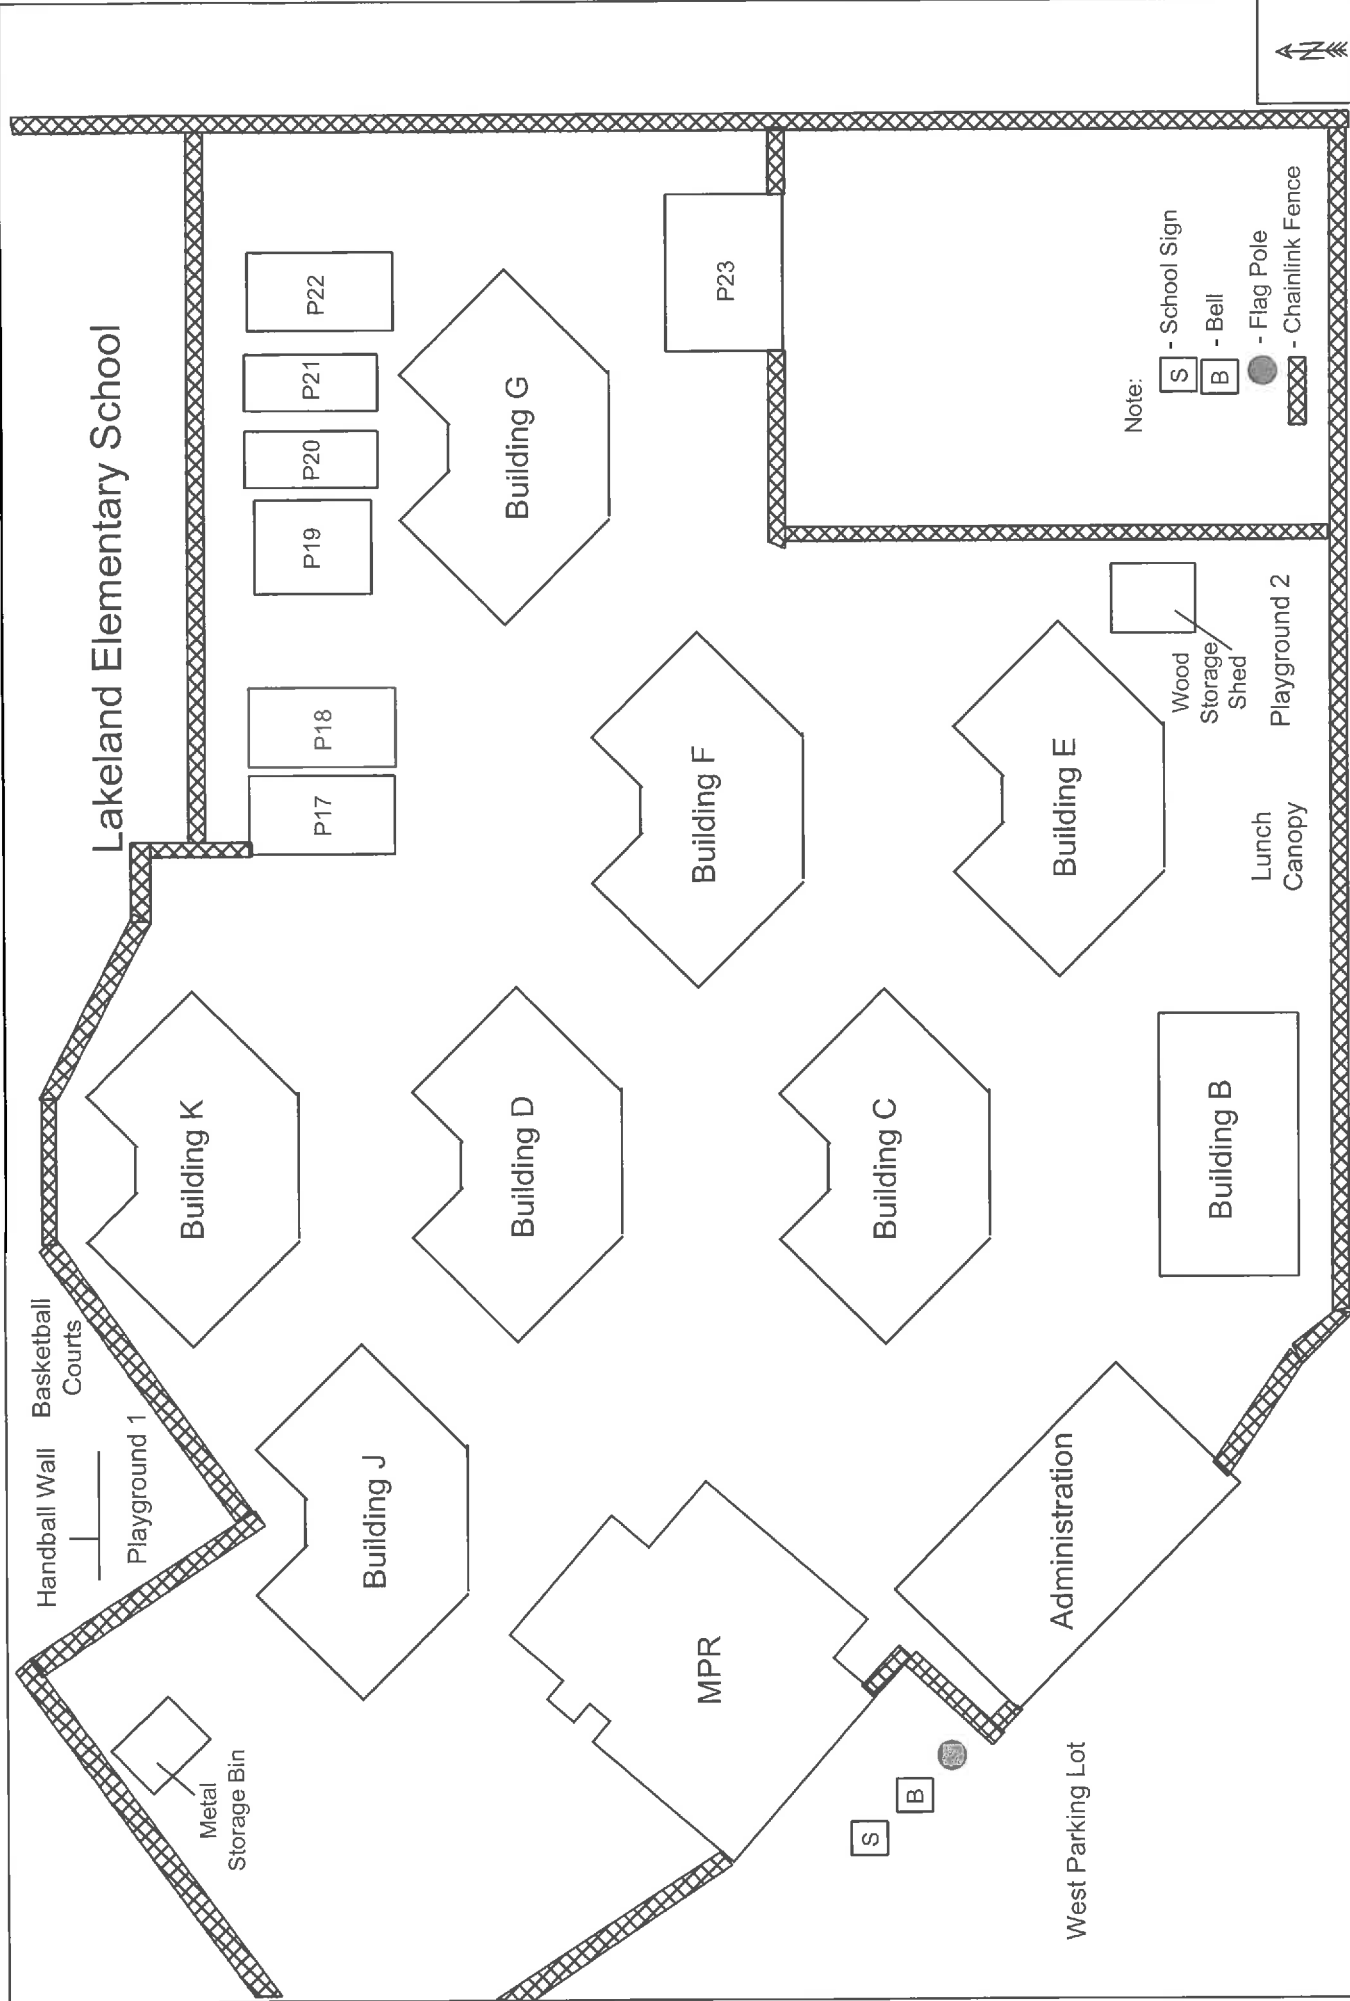 Lakeland Elementary School
Handball Wall
Basketball
Courts
Playground 1
Metal
Storage Bin
Building K
Building J
Building D
P17
P18
P19
P20
P21
P22
Building G
Building F
P23
MPR
Building C
Building E
Administration
Building B
S
B
West Parking Lot
Lunch
Canopy
Wood
Storage
Shed
Playground 2
Note:
S - School Sign
B - Bell
- Flag Pole
- Chainlink Fence
N